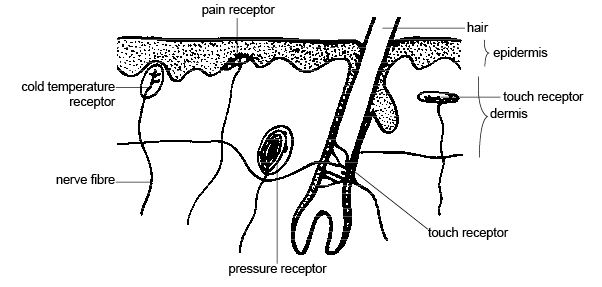 pain receptor
hair
epidermis
cold temperature
receptor
touch receptor
dermis
nerve fibre
touch receptor
pressure receptor